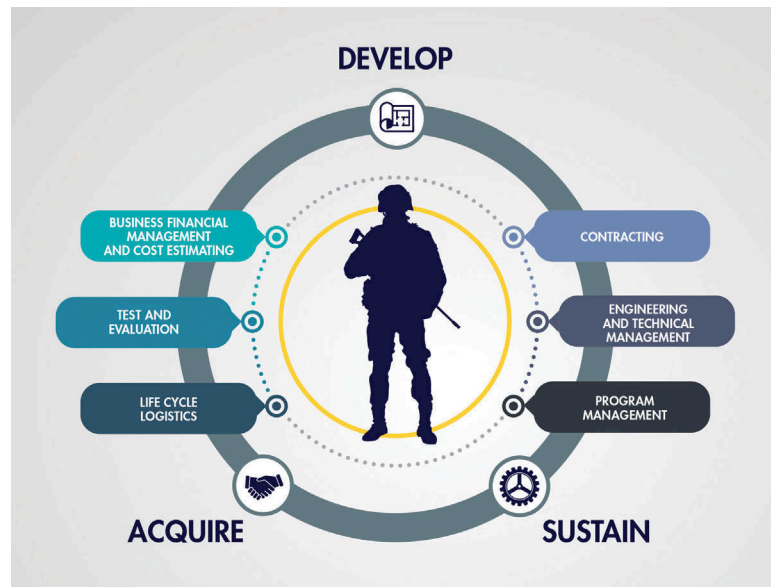 DEVELOP
BUSINESS FINANCIAL
MANAGEMENT
AND COST ESTIMATING
CONTRACTING
TEST AND
EVALUATION
ENGINEERING
AND TECHNICAL
MANAGEMENT
LIFE CYCLE
LOGISTICS
PROGRAM
MANAGEMENT
ACQUIRE
SUSTAIN